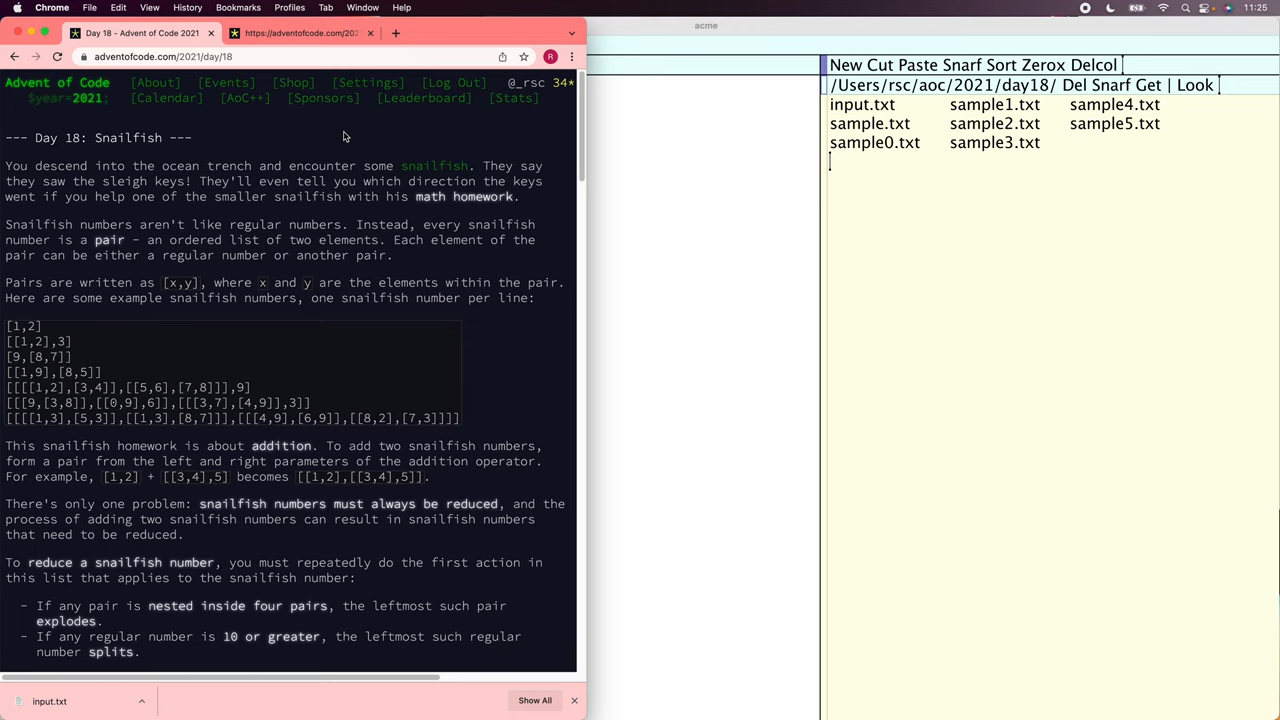 Chrome File Edit View History Bookmarks Profiles Tab Window Help 11:25
Day 18 - Advent of Code 2021 × https://adventofcode.com/202 × +
adventofcode.com/2021/day/18 R
Advent of Code [About] [Events] [Shop] [Settings] [Log Out] @_rsc 34*
$year=2021; [Calendar] [AoC++] [Sponsors] [Leaderboard] [Stats]
--- Day 18: Snailfish ---
You descend into the ocean trench and encounter some snailfish. They say
they saw the sleigh keys! They'll even tell you which direction the keys
went if you help one of the smaller snailfish with his math homework.
Snailfish numbers aren't like regular numbers. Instead, every snailfish
number is a pair - an ordered list of two elements. Each element of the
pair can be either a regular number or another pair.
Pairs are written as [x,y], where x and y are the elements within the pair.
Here are some example snailfish numbers, one snailfish number per line:
[1,2]
[[1,2],3]
[9,[8,7]]
[[1,9],[8,5]]
[[[[1,2],[3,4]],[[5,6],[7,8]]],9]
[[[9,[3,8]],[[0,9],6]],[[[3,7],[4,9]],3]]
[[[[1,3],[5,3]],[[1,3],[8,7]]],[[[4,9],[6,9]],[[8,2],[7,3]]]]
This snailfish homework is about addition. To add two snailfish numbers,
form a pair from the left and right parameters of the addition operator.
For example, [1,2] + [[3,4],5] becomes [[1,2],[[3,4],5]].
There's only one problem: snailfish numbers must always be reduced, and the
process of adding two snailfish numbers can result in snailfish numbers
that need to be reduced.
To reduce a snailfish number, you must repeatedly do the first action in
this list that applies to the snailfish number:
- If any pair is nested inside four pairs, the leftmost such pair
explodes.
- If any regular number is 10 or greater, the leftmost such regular
number splits.
input.txt Show All
acme
New Cut Paste Snarf Sort Zerox Delcol
/Users/rsc/aoc/2021/day18/ Del Snarf Get | Look
input.txt sample1.txt sample4.txt
sample.txt sample2.txt sample5.txt
sample0.txt sample3.txt